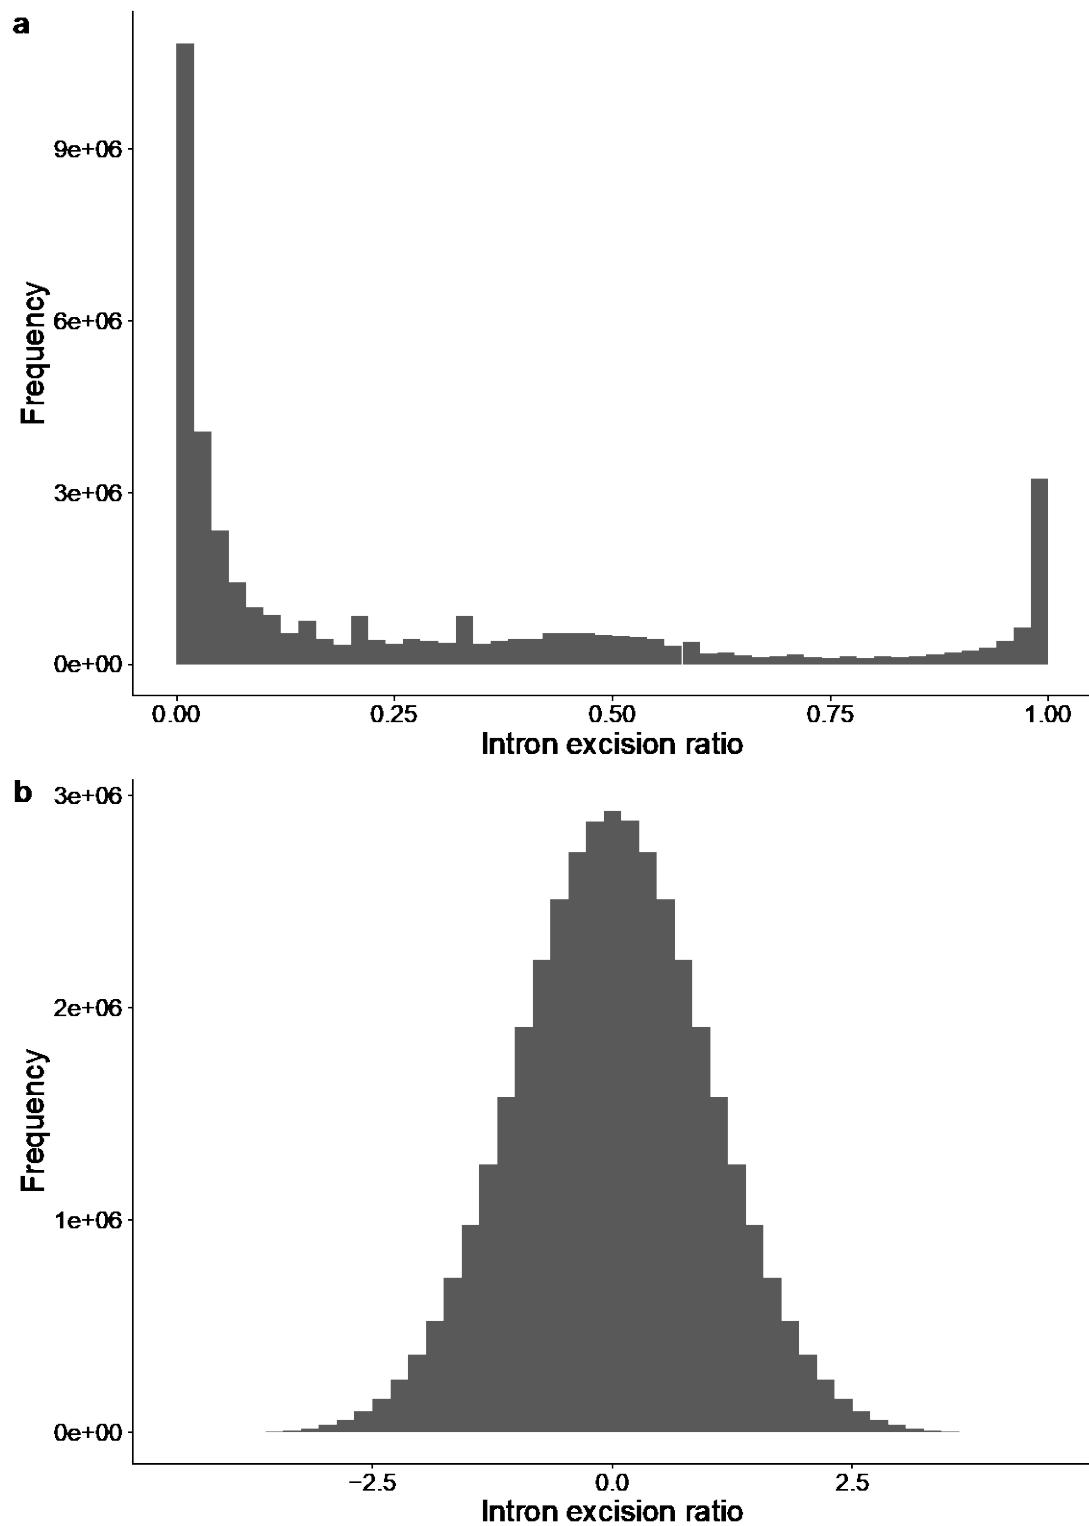 a
9e+06
6e+06
3e+06
0e+00
Frequency
0.00 0.25 0.50 0.75 1.00
Intron excision ratio
b
3e+06
2e+06
1e+06
0e+00
Frequency
−2.5 0.0 2.5
Intron excision ratio